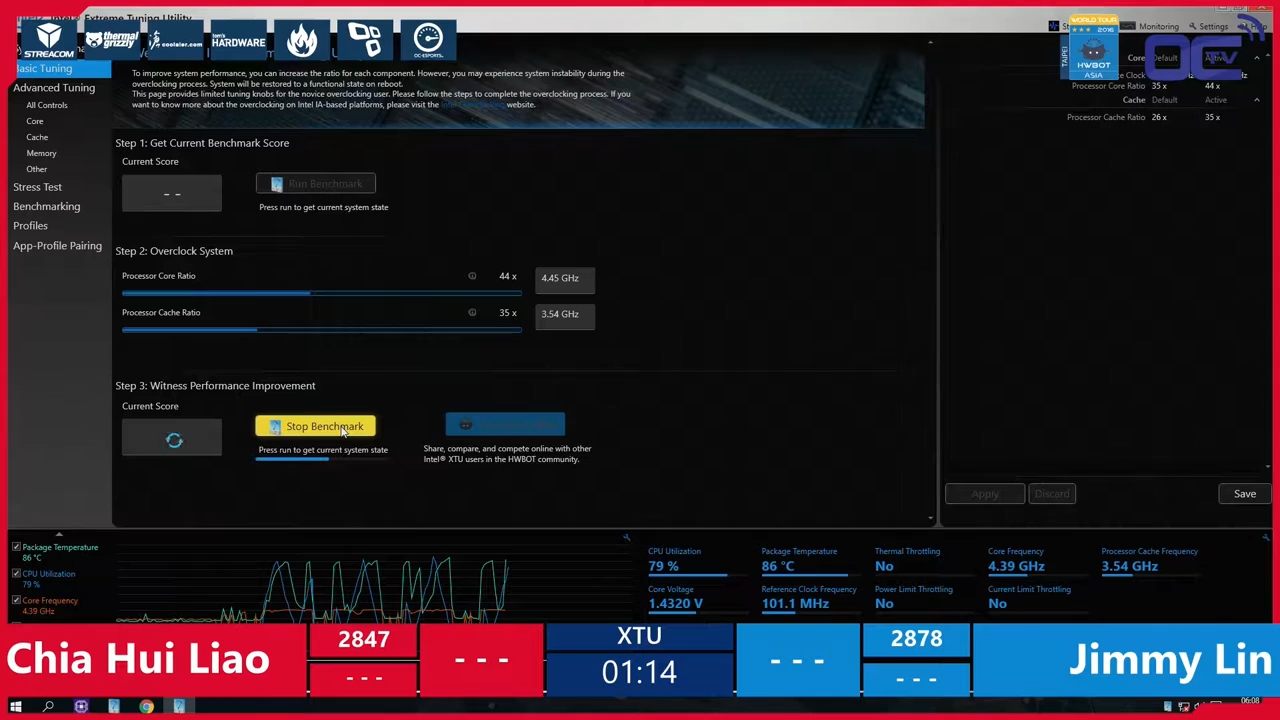 Extreme Tuning Utility
STREACOM
thermal
grizzly
coolaler.com
tom's
HARDWARE
OC-ESPORTS
WORLD TOUR
2016
TAIPEI
HWBOT
ASIA
OC
TV
Monitoring
Settings
Basic Tuning
Advanced Tuning
All Controls
Core
Cache
Memory
Other
Stress Test
Benchmarking
Profiles
App-Profile Pairing
To improve system performance, you can increase the ratio for each component. However, you may experience system instability during the
overclocking process. System will be restored to a functional state on reboot.
This page provides limited tuning knobs for the novice overclocking user. Please follow the steps to complete the overclocking process. If you
want to know more about the overclocking on Intel IA-based platforms, please visit the Intel Overclocking website.
Step 1: Get Current Benchmark Score
Current Score
- -
Run Benchmark
Press run to get current system state
Step 2: Overclock System
Processor Core Ratio
44 x
4.45 GHz
Processor Cache Ratio
35 x
3.54 GHz
Step 3: Witness Performance Improvement
Current Score
Stop Benchmark
Press run to get current system state
Share, compare, and compete online with other
Intel® XTU users in the HWBOT community.
Core Default
Processor Core Ratio 35 x 44 x
Cache Default Active
Processor Cache Ratio 26 x 35 x
Apply
Discard
Save
Package Temperature
86 °C
CPU Utilization
79 %
Core Frequency
4.39 GHz
CPU Utilization
79 %
Package Temperature
86 °C
Thermal Throttling
No
Core Frequency
4.39 GHz
Processor Cache Frequency
3.54 GHz
Core Voltage
1.4320 V
Reference Clock Frequency
101.1 MHz
Power Limit Throttling
No
Current Limit Throttling
No
Chia Hui Liao
2847
- - -
- - -
XTU
01:14
- - -
2878
- - -
Jimmy Lin
06:08